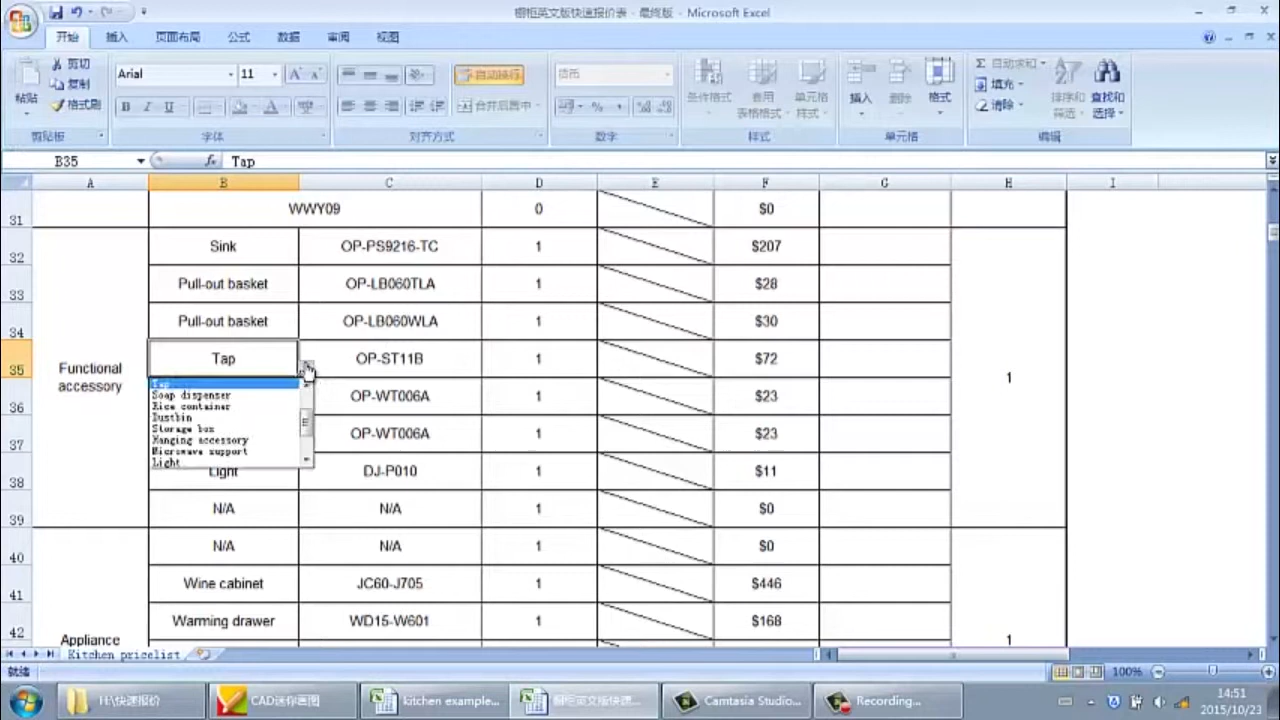 橱柜英文版快速报价表 - 最终版 - Microsoft Excel
开始 插入 页面布局 公式 数据 审阅 视图
粘贴 剪切 复制 格式刷
Arial 11
B I U
自动换行
合并后居中
常规
条件格式 套用表格格式 单元格样式
插入 删除 格式
Σ 自动求和 填充 清除 排序和筛选 查找和选择
剪贴板 字体 对齐方式 数字 样式 单元格 编辑
B35 fx Tap
A B C D E F G H I
31 WWY09 0 $0
32 Sink OP-PS9216-TC 1 $207
33 Pull-out basket OP-LB060TLA 1 $28
34 Pull-out basket OP-LB060WLA 1 $30
35 Functional accessory Tap OP-ST11B 1 $72 1
Tap
Soap dispenser
Rice container
Dustbin
Storage box
Hanging accessory
Microwave support
Light
36 OP-WT006A 1 $23
37 OP-WT006A 1 $23
38 Light DJ-P010 1 $11
39 N/A N/A 1 $0
40 N/A N/A 1 $0
41 Wine cabinet JC60-J705 1 $446
42 Appliance Warming drawer WD15-W601 1 $168 1
Kitchen pricelist
就绪 100%
H:\快速报价 CAD迷你画图 kitchen example... 橱柜英文版快速... Camtasia Studio... Recording...
14:51
2015/10/23